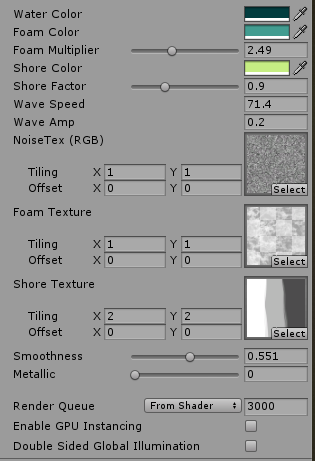 Water Color
Foam Color
Foam Multiplier 2.49
Shore Color
Shore Factor 0.9
Wave Speed 71.4
Wave Amp 0.2
NoiseTex (RGB)
Tiling X 1 Y 1
Offset X 0 Y 0
Select
Foam Texture
Tiling X 1 Y 1
Offset X 0 Y 0
Select
Shore Texture
Tiling X 2 Y 2
Offset X 0 Y 0
Select
Smoothness 0.551
Metallic 0
Render Queue From Shader 3000
Enable GPU Instancing
Double Sided Global Illumination